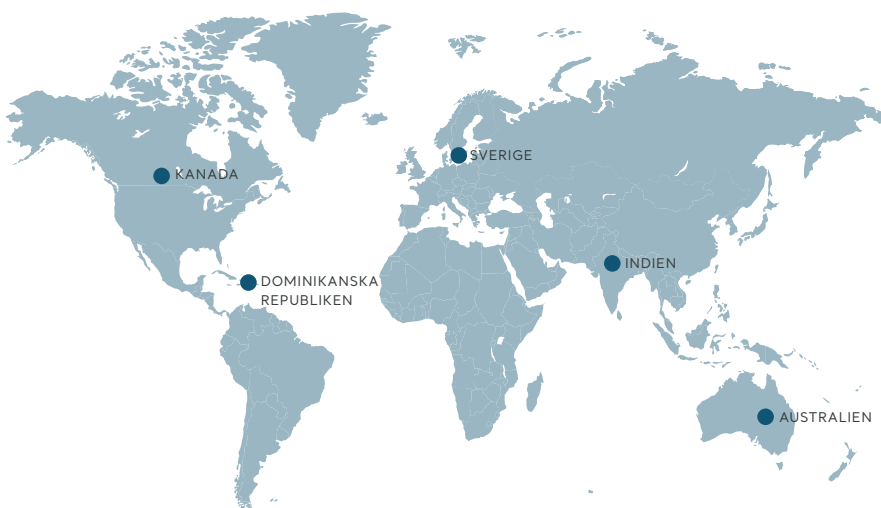 SVERIGE
KANADA
INDIEN
DOMINIKANSKA
REPUBLIKEN
AUSTRALIEN